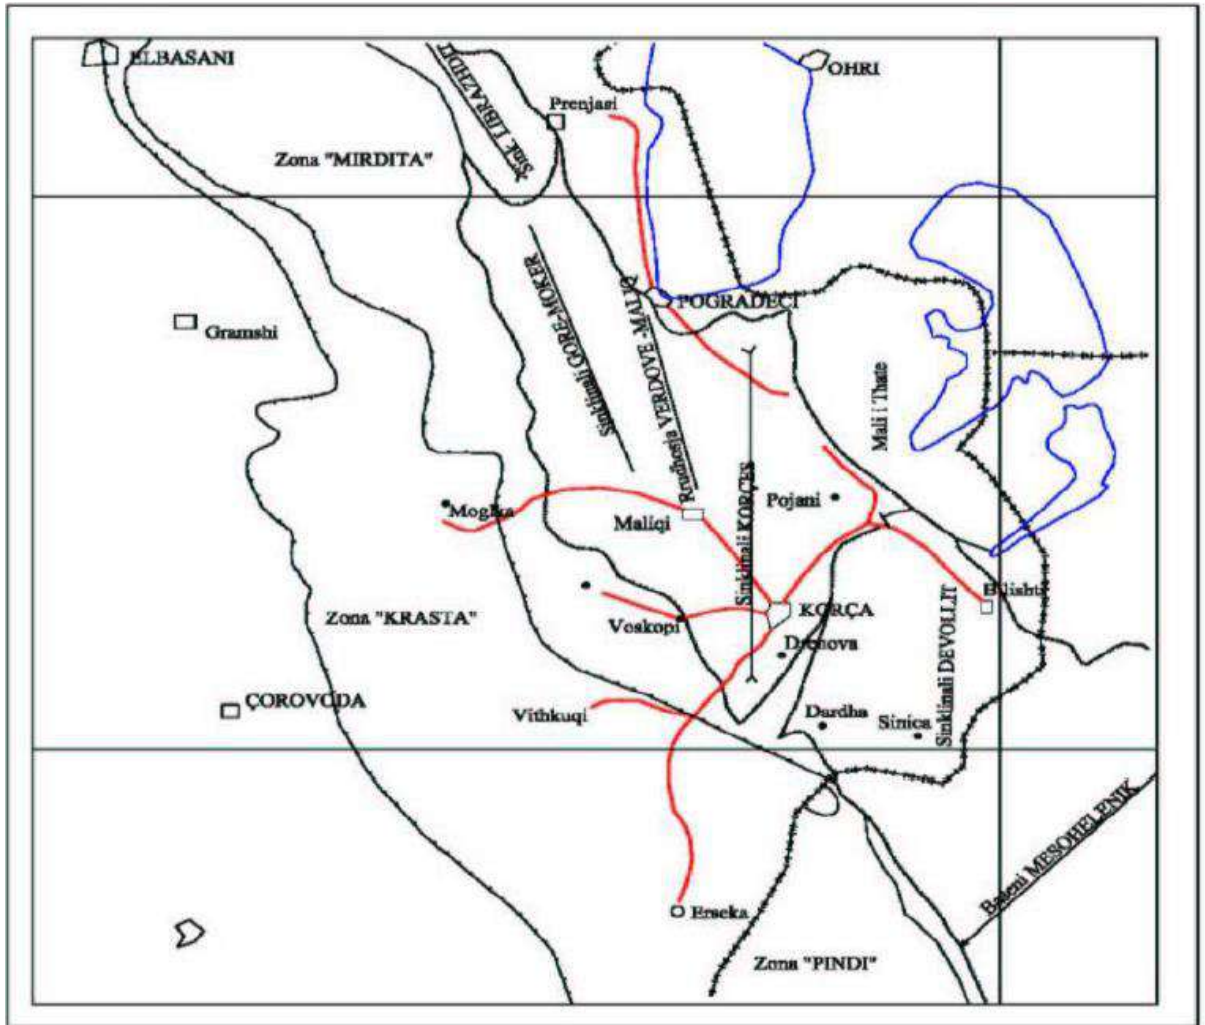 ELBASANI
OHRI
Sink. LIBRAZHDIT
Prenjasi
Zona "MIRDITA"
POGRADECI
Gramshi
Sinklinali GORE-MOKER
Rrudhosja VERDOVE-MALIQ
Mali i Thate
Sinklinali KORÇES
Pojani
Moglica
Maliqi
Bilishti
Zona "KRASTA"
Voskopi
KORÇA
Drenova
Sinklinali DEVOLLIT
ÇOROVODA
Vithkuqi
Dardha
Sinica
Baseni MESOHELENIK
Erseka
Zona "PINDI"